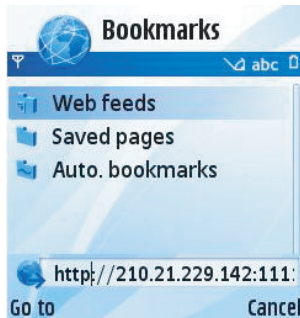 Bookmarks
abc
Web feeds
Saved pages
Auto. bookmarks
http://210.21.229.142:111:
Go to Cancel